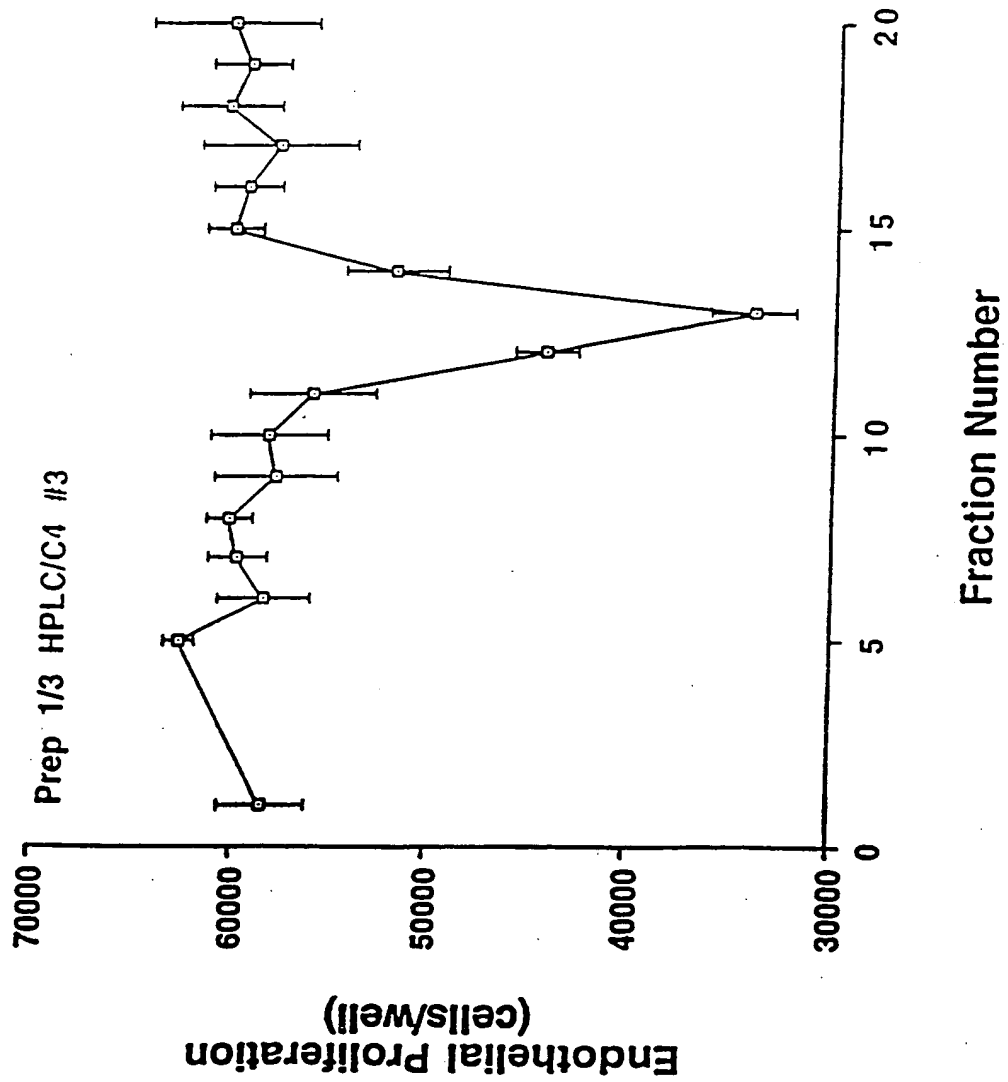 Prep 1/3 HPLC/C4 #3
Endothelial Proliferation
(cells/well)
70000
60000
50000
40000
30000
0
5
10
15
20
Fraction Number